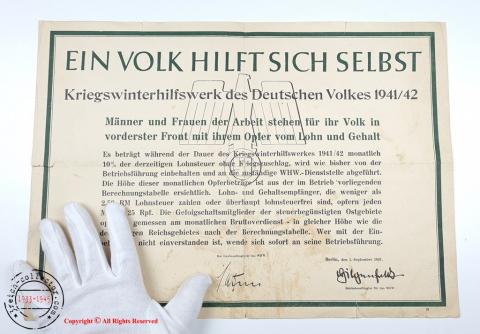 EIN VOLK HILFT SICH SELBST
Kriegswinterhilfswerk des Deutschen Volkes 1941/42
Männer und Frauen der Arbeit stehen für ihr Volk in
vorderster Front mit ihrem Opfer vom Lohn und Gehalt
Es beträgt während der Dauer des Kriegswinterhilfswerkes 1941/42 monatlich
10% der derzeitigen Lohnsteuer ohne Kriegszuschlag, wird wie bisher von der
Betriebsführung einbehalten und an die zuständige WHW.-Dienststelle abgeführt.
Die Höhe dieser monatlichen Opferbeträge ist aus der im Betrieb vorliegenden
Berechnungstabelle ersichtlich. Lohn- und Gehaltsempfänger, die weniger als
RM Lohnsteuer zahlen oder überhaupt lohnsteuerfrei sind, opfern jeden
25 Rpf. Die Gefolgschaftsmitglieder der steuerbegünstigten Ostgebiete
gemessen am monatlichen Bruttoverdienst – in gleicher Höhe wie die
Reichsgebietes nach der Berechnungstabelle. Wer mit der
nicht einverstanden ist, wende sich sofort an seine Betriebsführung.
Berlin, den 1. September 1941.
treich-collector.com
1933-1945
Copyright © All Rights Reserved